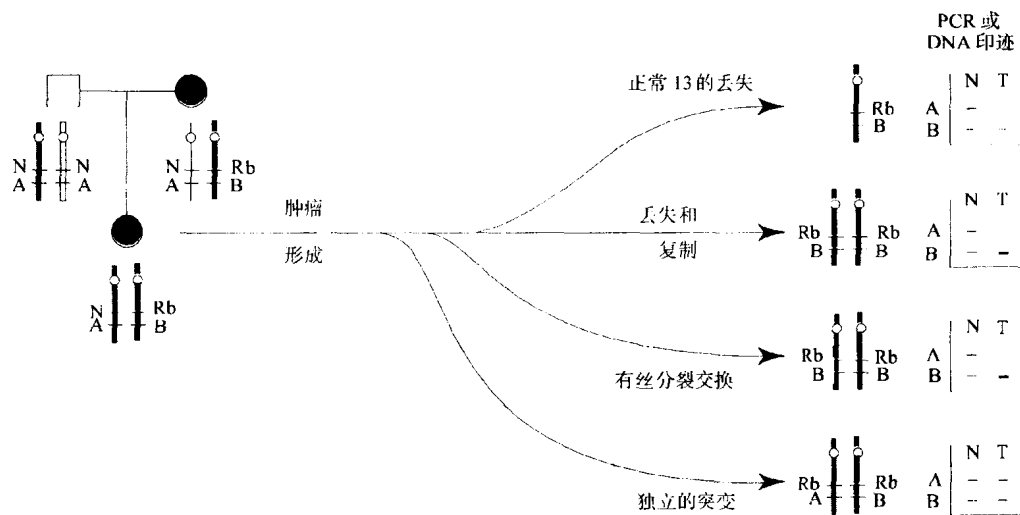 PCR 或
DNA 印迹
正常 13 的丢失
N T
Rb
B
A
B
N N
A A
N Rb
A B
肿瘤
形成
丢失和
复制
N T
Rb Rb
B B
A
B
N Rb
A B
有丝分裂交换
N T
Rb Rb
B B
A
B
独立的突变
N T
Rb Rb
A B
A
B